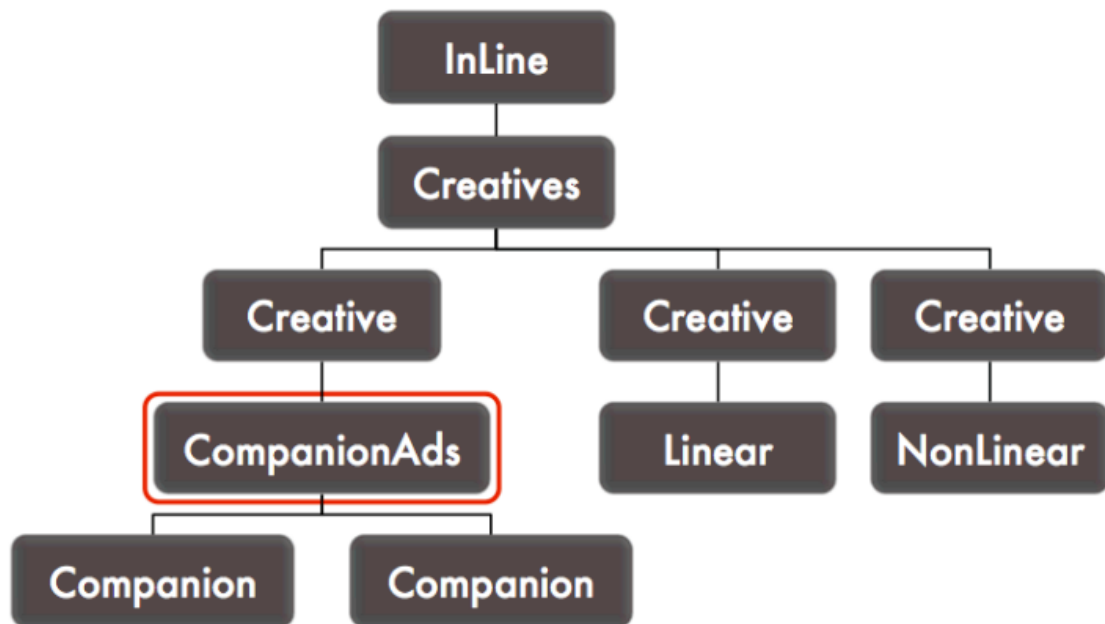 InLine
Creatives
Creative
Creative
Creative
CompanionAds
Linear
NonLinear
Companion
Companion